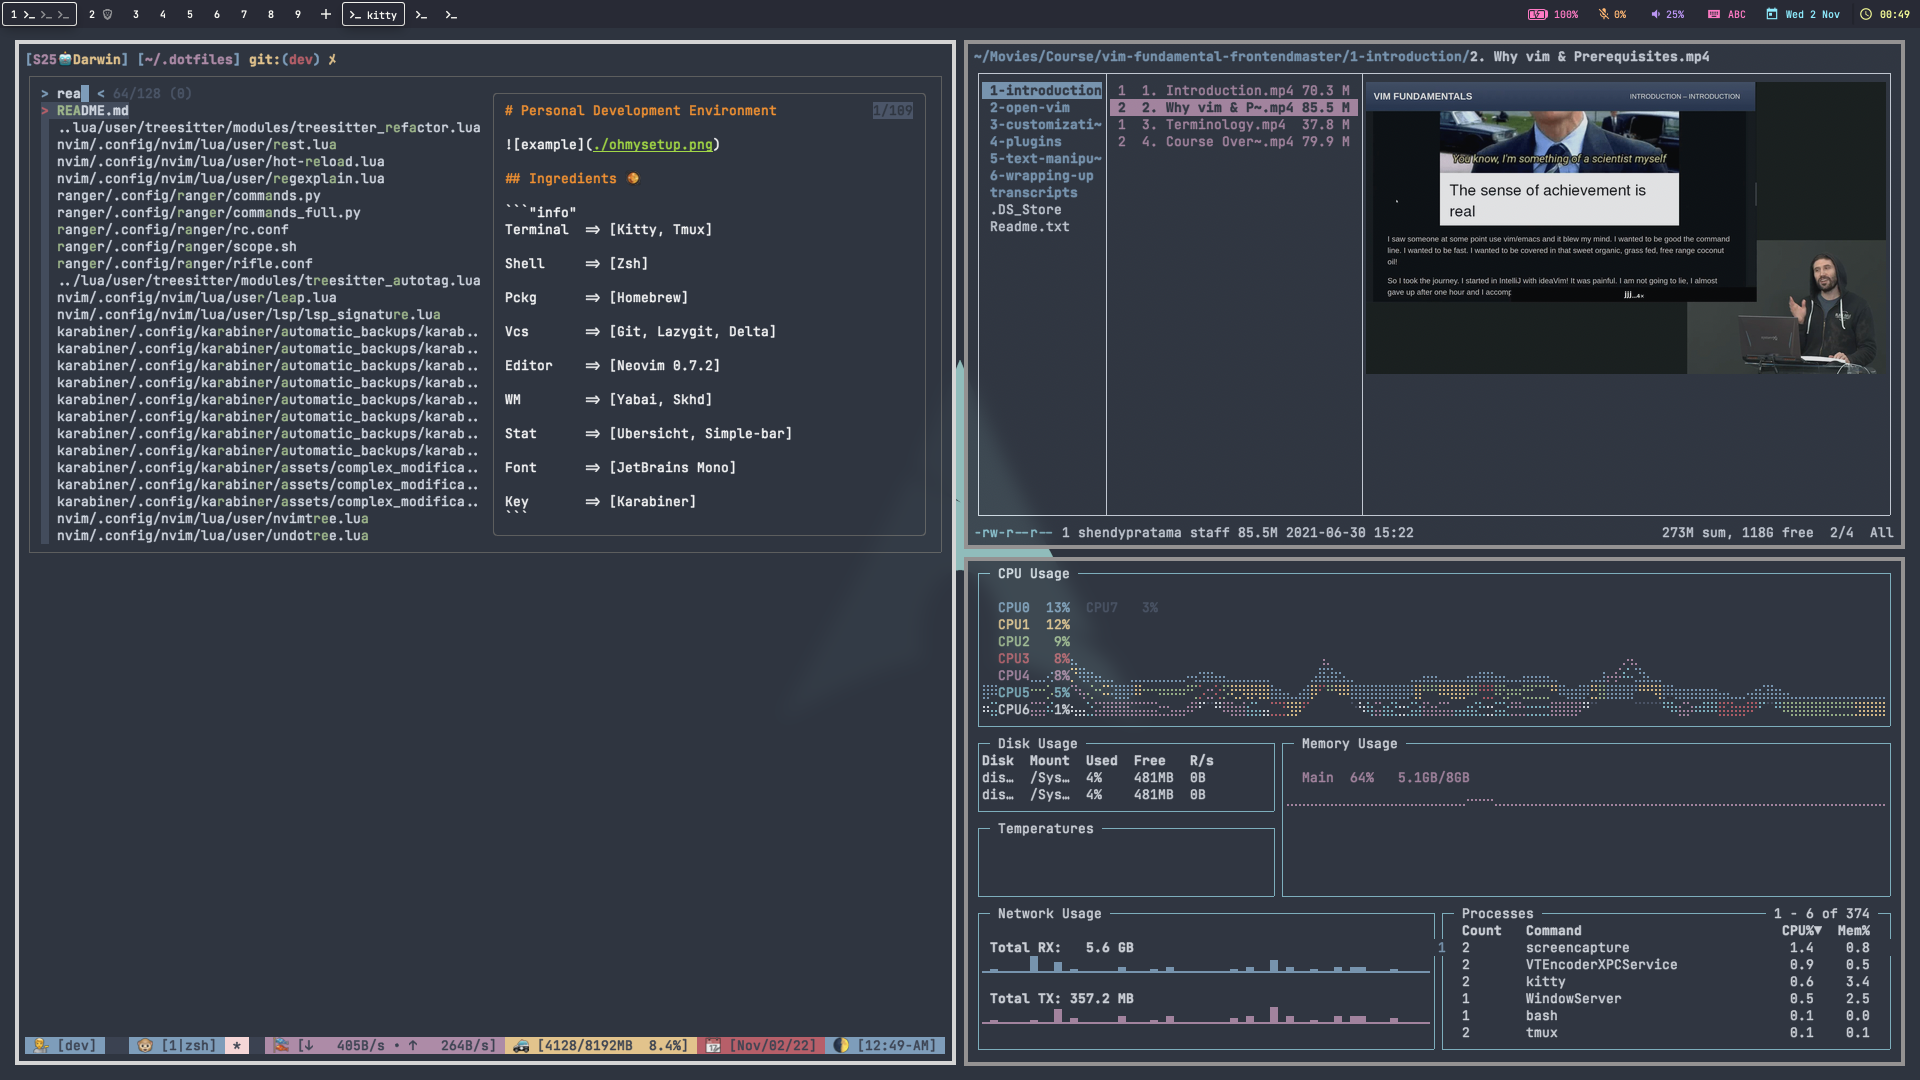 1 >_ >_ >_ 2 3 4 5 6 7 8 9 + >_ kitty >_ >_ 100% 0% 25% ABC Wed 2 Nov 00:49
[S25 Darwin] [~/.dotfiles] git:(dev)
> rea < 64/128 (0)
> README.md
..lua/user/treesitter/modules/treesitter_refactor.lua
nvim/.config/nvim/lua/user/rest.lua
nvim/.config/nvim/lua/user/hot-reload.lua
nvim/.config/nvim/lua/user/regexplain.lua
ranger/.config/ranger/commands.py
ranger/.config/ranger/commands_full.py
ranger/.config/ranger/rc.conf
ranger/.config/ranger/scope.sh
ranger/.config/ranger/rifle.conf
../lua/user/treesitter/modules/treesitter_autotag.lua
nvim/.config/nvim/lua/user/leap.lua
nvim/.config/nvim/lua/user/lsp/lsp_signature.lua
karabiner/.config/karabiner/automatic_backups/karab..
karabiner/.config/karabiner/automatic_backups/karab..
karabiner/.config/karabiner/automatic_backups/karab..
karabiner/.config/karabiner/automatic_backups/karab..
karabiner/.config/karabiner/automatic_backups/karab..
karabiner/.config/karabiner/automatic_backups/karab..
karabiner/.config/karabiner/automatic_backups/karab..
karabiner/.config/karabiner/automatic_backups/karab..
karabiner/.config/karabiner/assets/complex_modifica..
karabiner/.config/karabiner/assets/complex_modifica..
karabiner/.config/karabiner/assets/complex_modifica..
nvim/.config/nvim/lua/user/nvimtree.lua
nvim/.config/nvim/lua/user/undotree.lua
# Personal Development Environment 1/109
![example](./ohmysetup.png)
## Ingredients
```"info"
Terminal => [Kitty, Tmux]
Shell => [Zsh]
Pckg => [Homebrew]
Vcs => [Git, Lazygit, Delta]
Editor => [Neovim 0.7.2]
WM => [Yabai, Skhd]
Stat => [Ubersicht, Simple-bar]
Font => [JetBrains Mono]
Key => [Karabiner]
```
[dev] [1|zsh] * [↓ 405B/s • ↑ 264B/s] [4128/8192MB 8.4%] [Nov/02/22] [12:49-AM]
~/Movies/Course/vim-fundamental-frontendmaster/1-introduction/2. Why vim & Prerequisites.mp4
1-introduction
2-open-vim
3-customizati~
4-plugins
5-text-manipu~
6-wrapping-up
transcripts
.DS_Store
Readme.txt
1 1. Introduction.mp4 70.3 M
2 2. Why vim & P~.mp4 85.5 M
1 3. Terminology.mp4 37.8 M
2 4. Course Over~.mp4 79.9 M
VIM FUNDAMENTALS INTRODUCTION – INTRODUCTION
You know, I'm something of a scientist myself
The sense of achievement is
real
I saw someone at some point use vim/emacs and it blew my mind. I wanted to be good the command
line. I wanted to be fast. I wanted to be covered in that sweet organic, grass fed, free range coconut
oil!
So I took the journey. I started in IntelliJ with ideaVim! It was painful. I am not going to lie, I almost
gave up after one hour and I accomp
-rw-r--r-- 1 shendypratama staff 85.5M 2021-06-30 15:22 273M sum, 118G free 2/4 All
CPU Usage
CPU0 13% CPU7 3%
CPU1 12%
CPU2 9%
CPU3 8%
CPU4 8%
CPU5 5%
CPU6 1%
Disk Usage
Disk Mount Used Free R/s
dis… /Sys… 4% 481MB 0B
dis… /Sys… 4% 481MB 0B
Memory Usage
Main 64% 5.1GB/8GB
Temperatures
Network Usage
Total RX: 5.6 GB
Total TX: 357.2 MB
Processes 1 - 6 of 374
Count Command CPU%▼ Mem%
1 2 screencapture 1.4 0.8
2 VTEncoderXPCService 0.9 0.5
2 kitty 0.6 3.4
1 WindowServer 0.5 2.5
1 bash 0.1 0.0
2 tmux 0.1 0.1